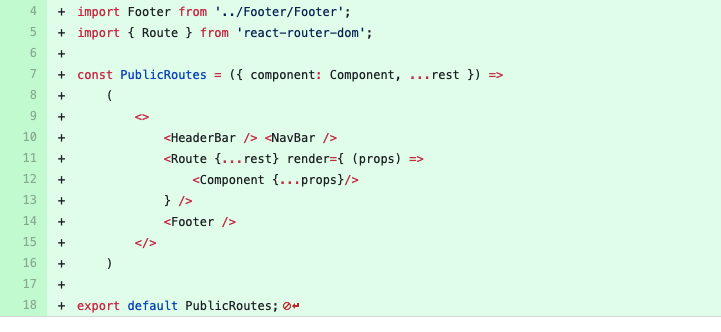 4 + import Footer from '../Footer/Footer';
5 + import { Route } from 'react-router-dom';
6 +
7 + const PublicRoutes = ({ component: Component, ...rest }) =>
8 +     (
9 +         <>
10 +             <HeaderBar /> <NavBar />
11 +             <Route {...rest} render={ (props) =>
12 +                 <Component {...props}/>
13 +             } />
14 +             <Footer />
15 +         </>
16 +     )
17 +
18 + export default PublicRoutes;